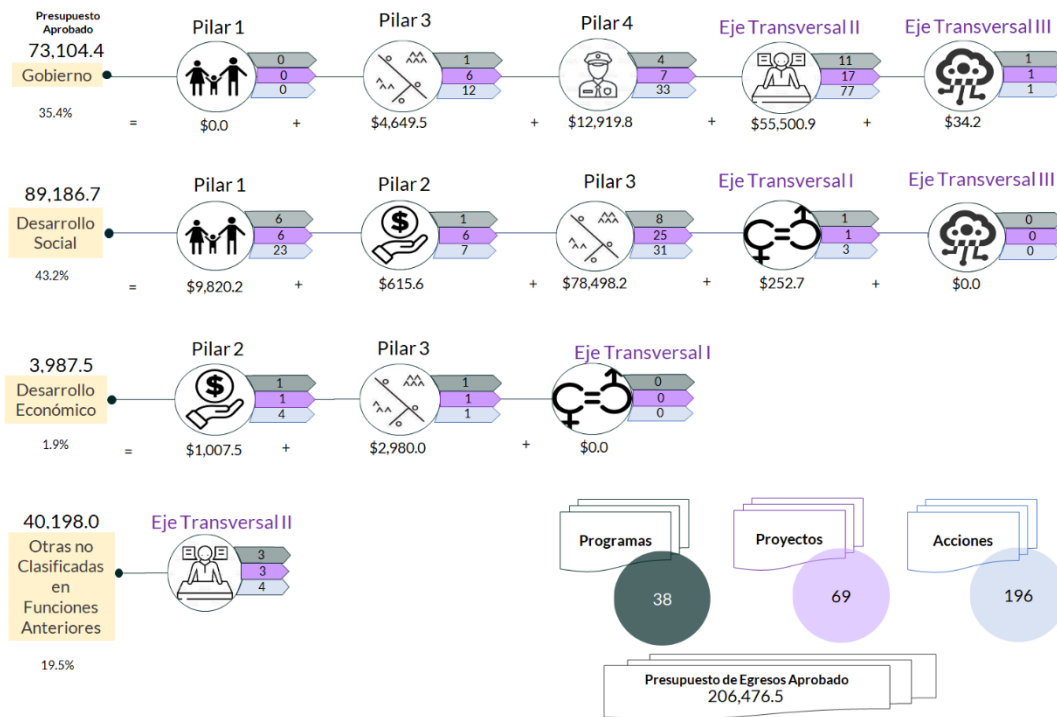 Presupuesto
Aprobado
73,104.4
Gobierno
35.4%
Pilar 1
0
0
0
Pilar 3
1
6
12
Pilar 4
4
7
33
Eje Transversal II
11
17
77
Eje Transversal III
1
1
1
= $0.0 + $4,649.5 + $12,919.8 + $55,500.9 + $34.2
89,186.7
Desarrollo
Social
43.2%
Pilar 1
6
6
23
Pilar 2
$
1
6
7
Pilar 3
8
25
31
Eje Transversal I
1
1
3
Eje Transversal III
0
0
0
= $9,820.2 + $615.6 + $78,498.2 + $252.7 + $0.0
3,987.5
Desarrollo
Económico
1.9%
Pilar 2
$
1
1
4
Pilar 3
1
1
1
Eje Transversal I
0
0
0
= $1,007.5 + $2,980.0 + $0.0
40.198.0
Otras no
Clasificadas
en
Funciones
Anteriores
19.5%
Eje Transversal II
3
3
4
Programas
38
Proyectos
69
Acciones
196
Presupuesto de Egresos Aprobado
206,476.5